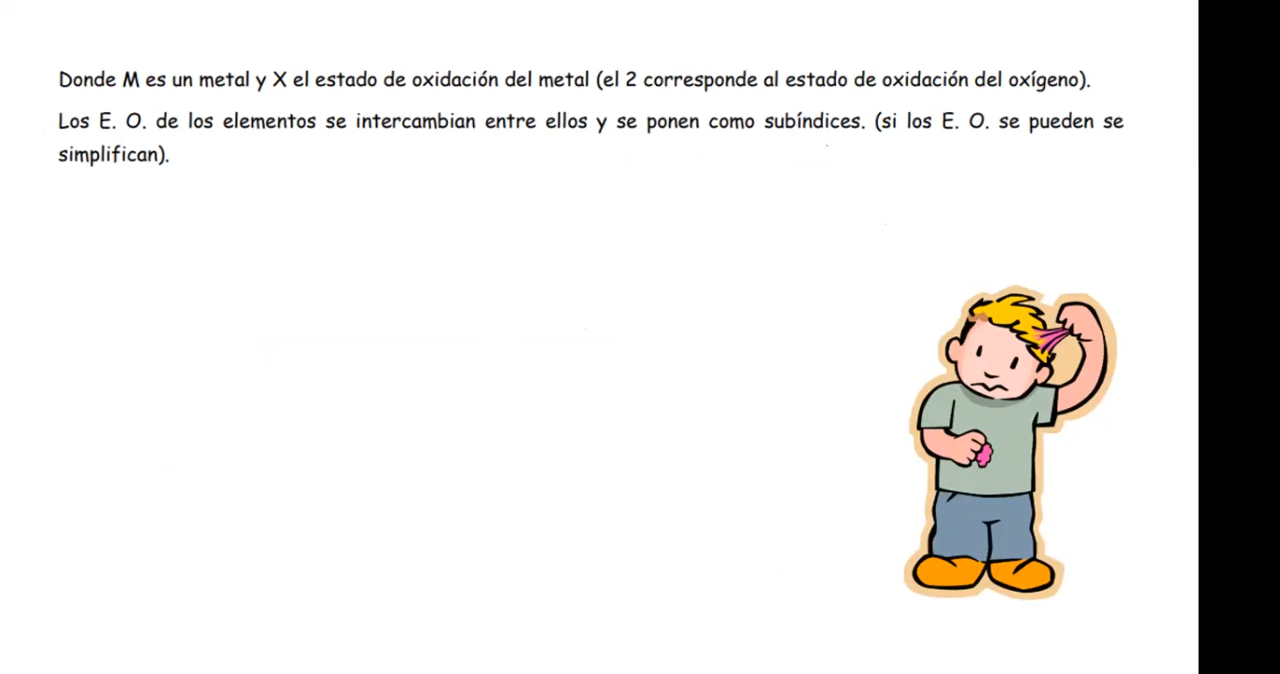 Donde M es un metal y X el estado de oxidación del metal (el 2 corresponde al estado de oxidación del oxígeno).
Los E. O. de los elementos se intercambian entre ellos y se ponen como subíndices. (si los E. O. se pueden se
simplifican).